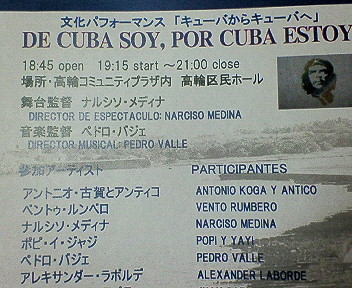 文化パフォーマンス 「キューバからキューバへ」
DE CUBA SOY, POR CUBA ESTOY
18:45 open 19:15 start ～21:00 close
場所・高輪コミュニティプラザ内 高輪区民ホール
舞台監督 ナルシソ・メディナ
DIRECTOR DE ESPECTACULO: NARCISO MEDINA
音楽監督 ペドロ・バジェ
DIRECTOR MUSICAL: PEDRO VALLE
参加アーティスト PARTICIPANTES
アントニオ・古賀とアンティコ ANTONIO KOGA Y ANTICO
ベントゥ・ルンベロ VENTO RUMBERO
ナルシソ・メディナ NARCISO MEDINA
ポピ・イ・ジャジ POPI Y YAYI
ペドロ・バジェ PEDRO VALLE
アレキサンダー・ラボルデ ALEXANDER LABORDE